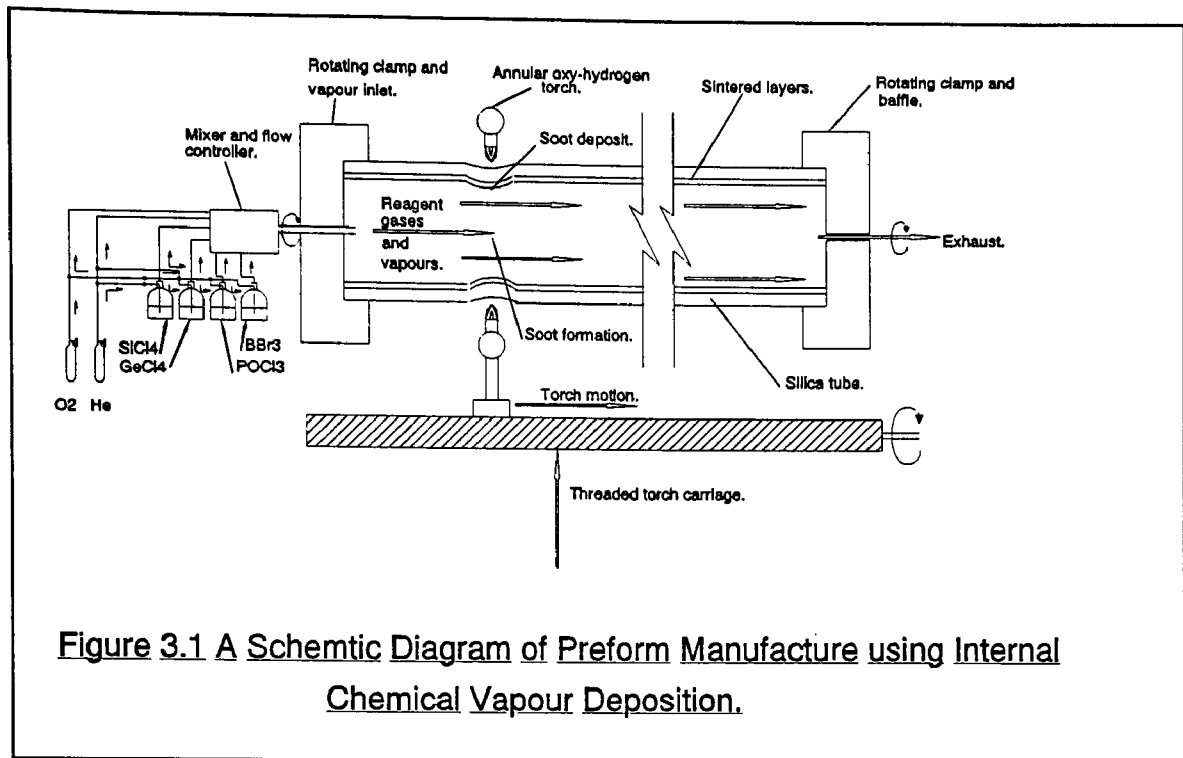 Rotating clamp and
vapour inlet.
Annular oxy-hydrogen
torch.
Sintered layers.
Rotating clamp and
baffle.
Mixer and flow
controller.
Soot deposit.
Reagent
gases
and
vapours.
Exhaust.
SiCl4
GeCl4
BBr3
POCl3
Soot formation.
Silica tube.
O2 He
Torch motion.
Threaded torch carriage.
Figure 3.1 A Schemtic Diagram of Preform Manufacture using Internal
Chemical Vapour Deposition.